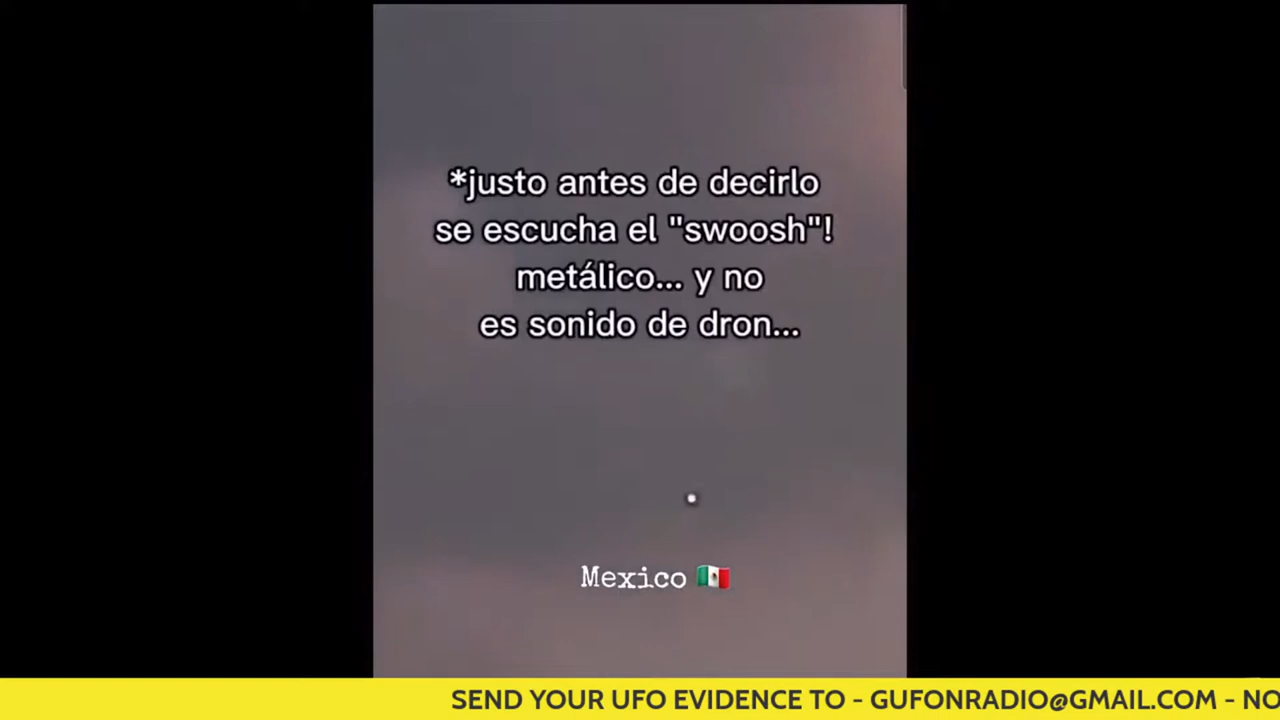 *justo antes de decirlo
se escucha el "swoosh"!
metálico... y no
es sonido de dron...
Mexico 🇲🇽
SEND YOUR UFO EVIDENCE TO - GUFONRADIO@GMAIL.COM - NO